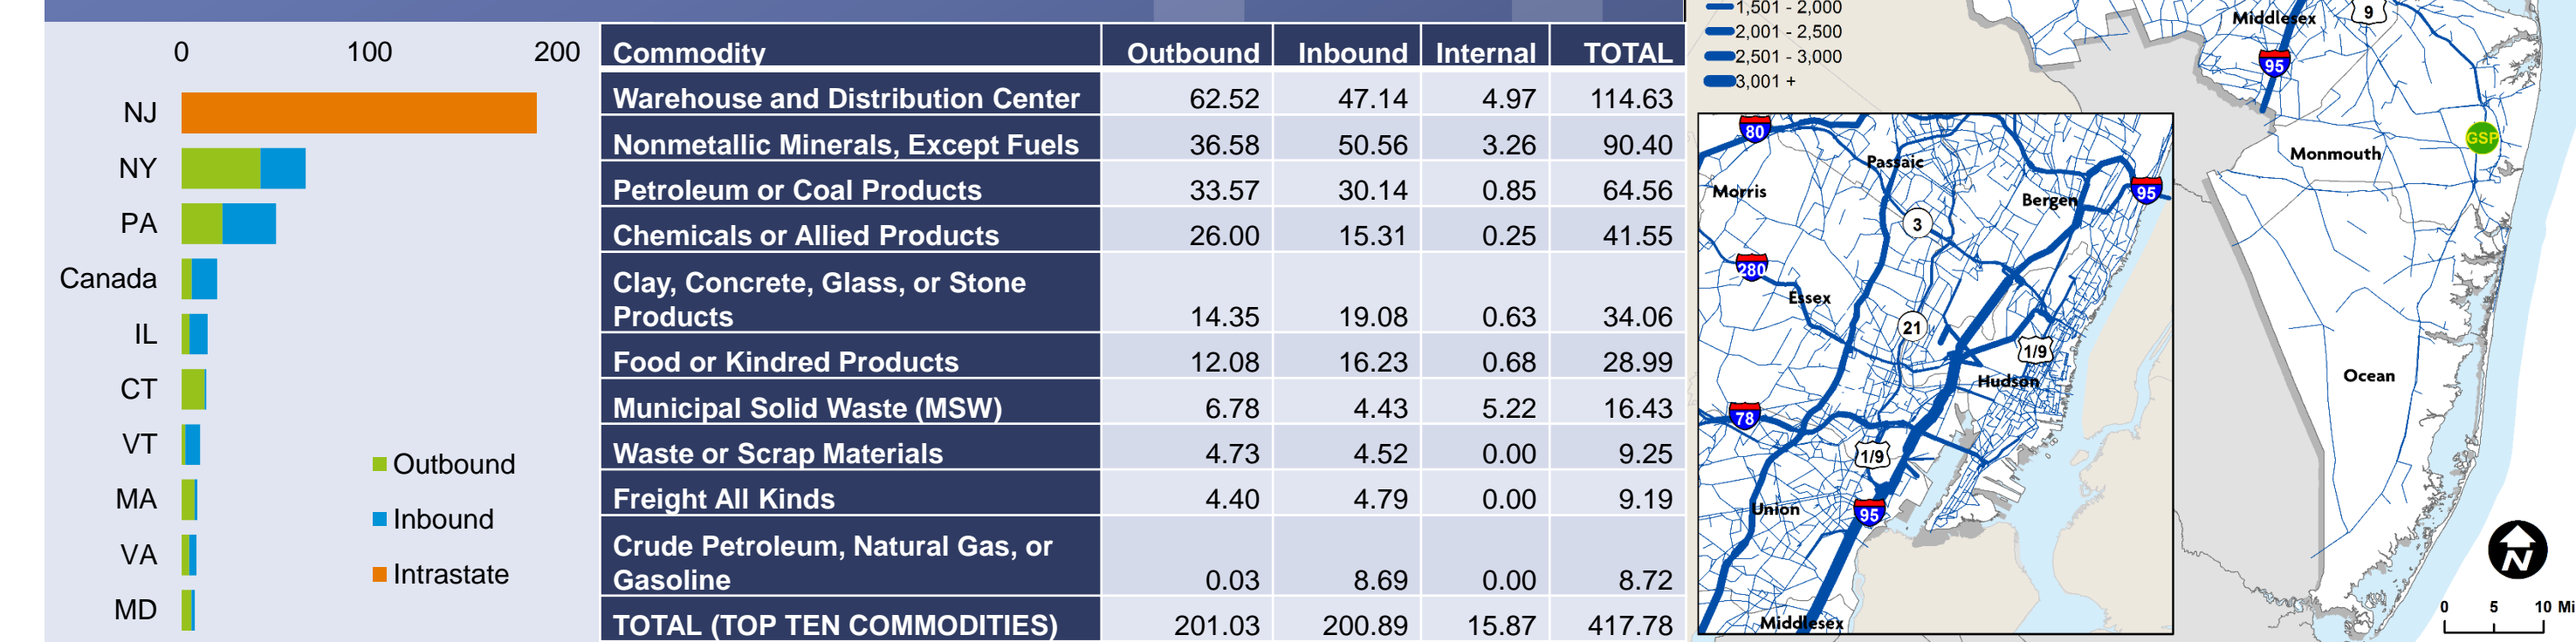 0 100 200
NJ
NY
PA
Canada
IL
CT
VT
MA
VA
MD
Outbound
Inbound
Intrastate
Commodity Outbound Inbound Internal TOTAL
Warehouse and Distribution Center 62.52 47.14 4.97 114.63
Nonmetallic Minerals, Except Fuels 36.58 50.56 3.26 90.40
Petroleum or Coal Products 33.57 30.14 0.85 64.56
Chemicals or Allied Products 26.00 15.31 0.25 41.55
Clay, Concrete, Glass, or Stone
Products 14.35 19.08 0.63 34.06
Food or Kindred Products 12.08 16.23 0.68 28.99
Municipal Solid Waste (MSW) 6.78 4.43 5.22 16.43
Waste or Scrap Materials 4.73 4.52 0.00 9.25
Freight All Kinds 4.40 4.79 0.00 9.19
Crude Petroleum, Natural Gas, or
Gasoline 0.03 8.69 0.00 8.72
TOTAL (TOP TEN COMMODITIES) 201.03 200.89 15.87 417.78
1,501 - 2,000
2,001 - 2,500
2,501 - 3,000
3,001 +
80
Passaic
Morris
Bergen
95
3
280
Essex
21
1/9
Hudson
78
1/9
Union
95
Middlesex
Middlesex
9
95
GSP
Monmouth
Ocean
N
0 5 10 Mi